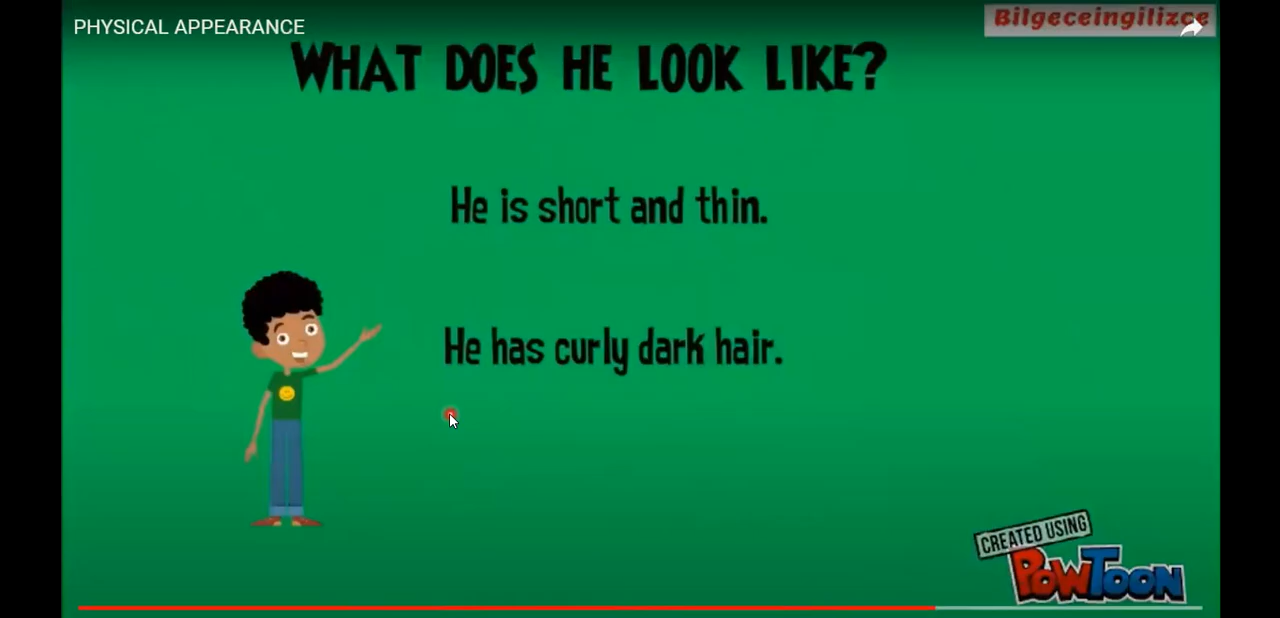 PHYSICAL APPEARANCE
Bilgeceingilizce
WHAT DOES HE LOOK LIKE?
He is short and thin.
He has curly dark hair.
CREATED USING
POWTOON